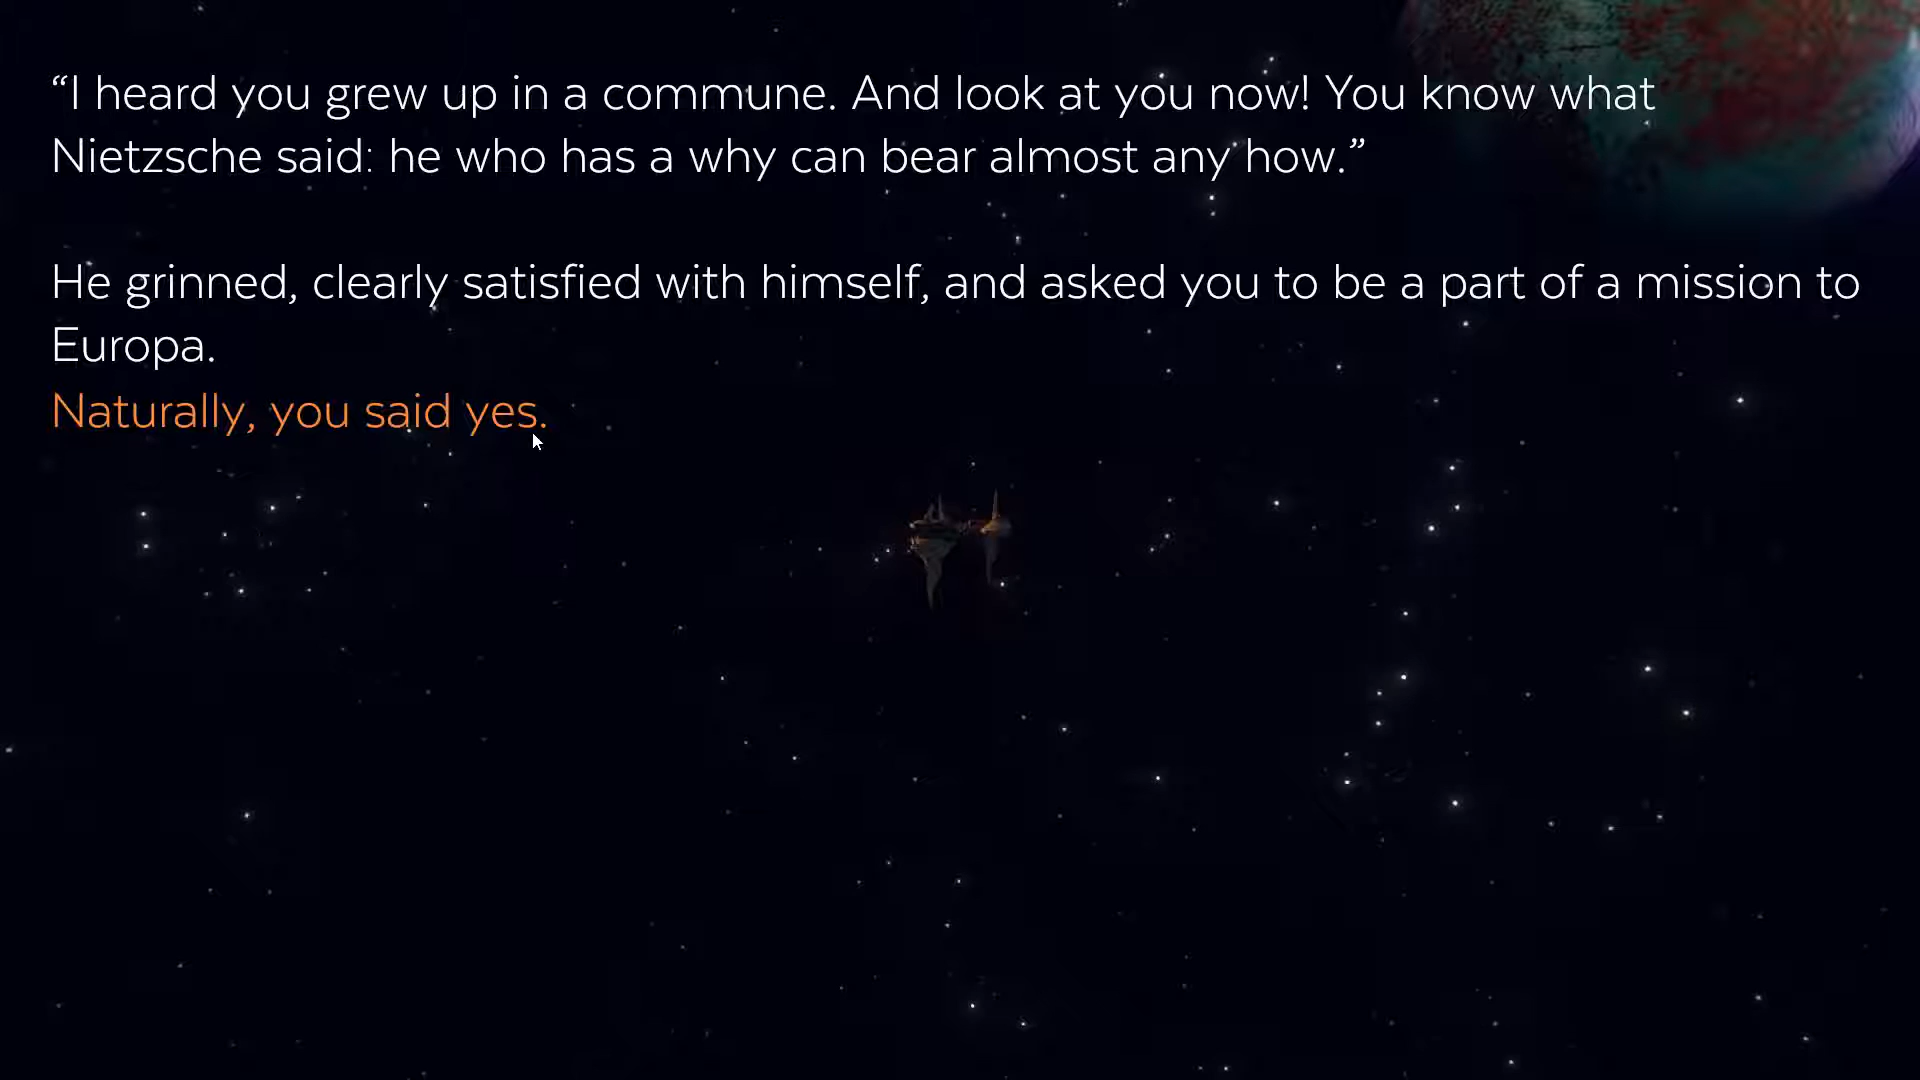 “I heard you grew up in a commune. And look at you now! You know what
Nietzsche said: he who has a why can bear almost any how.”
He grinned, clearly satisfied with himself, and asked you to be a part of a mission to
Europa.
Naturally, you said yes.